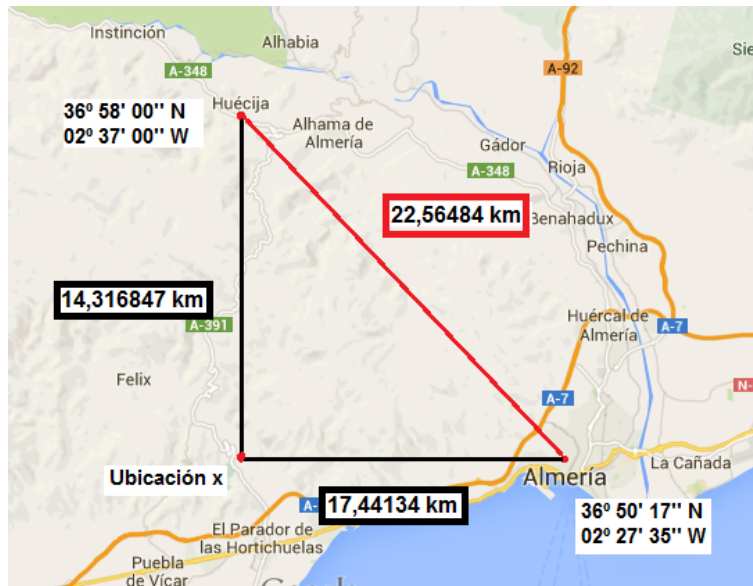 Instinción
Alhabia
Sie
A-348
A-92
Huécija
36º 58' 00'' N
02º 37' 00'' W
Alhama de
Almería
Gádor
A-348
Rioja
22,56484 km
Benahadux
Pechina
14,316847 km
A-391
Huércal de
Almería
A-7
Felix
A-7
N-
Ubicación x
Almería
La Cañada
A-
17,44134 km
36º 50' 17'' N
02º 27' 35'' W
El Parador de
las Hortichuelas
Puebla
de Vícar